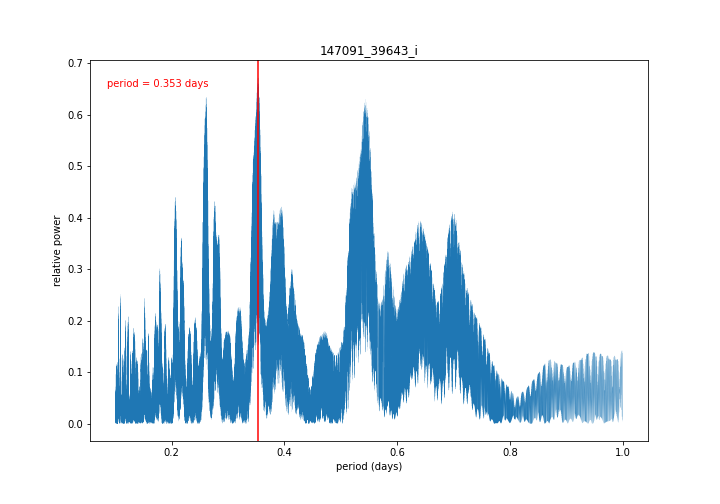 147091_39643_i
period = 0.353 days
relative power
0.7
0.6
0.5
0.4
0.3
0.2
0.1
0.0
0.2 0.4 0.6 0.8 1.0
period (days)